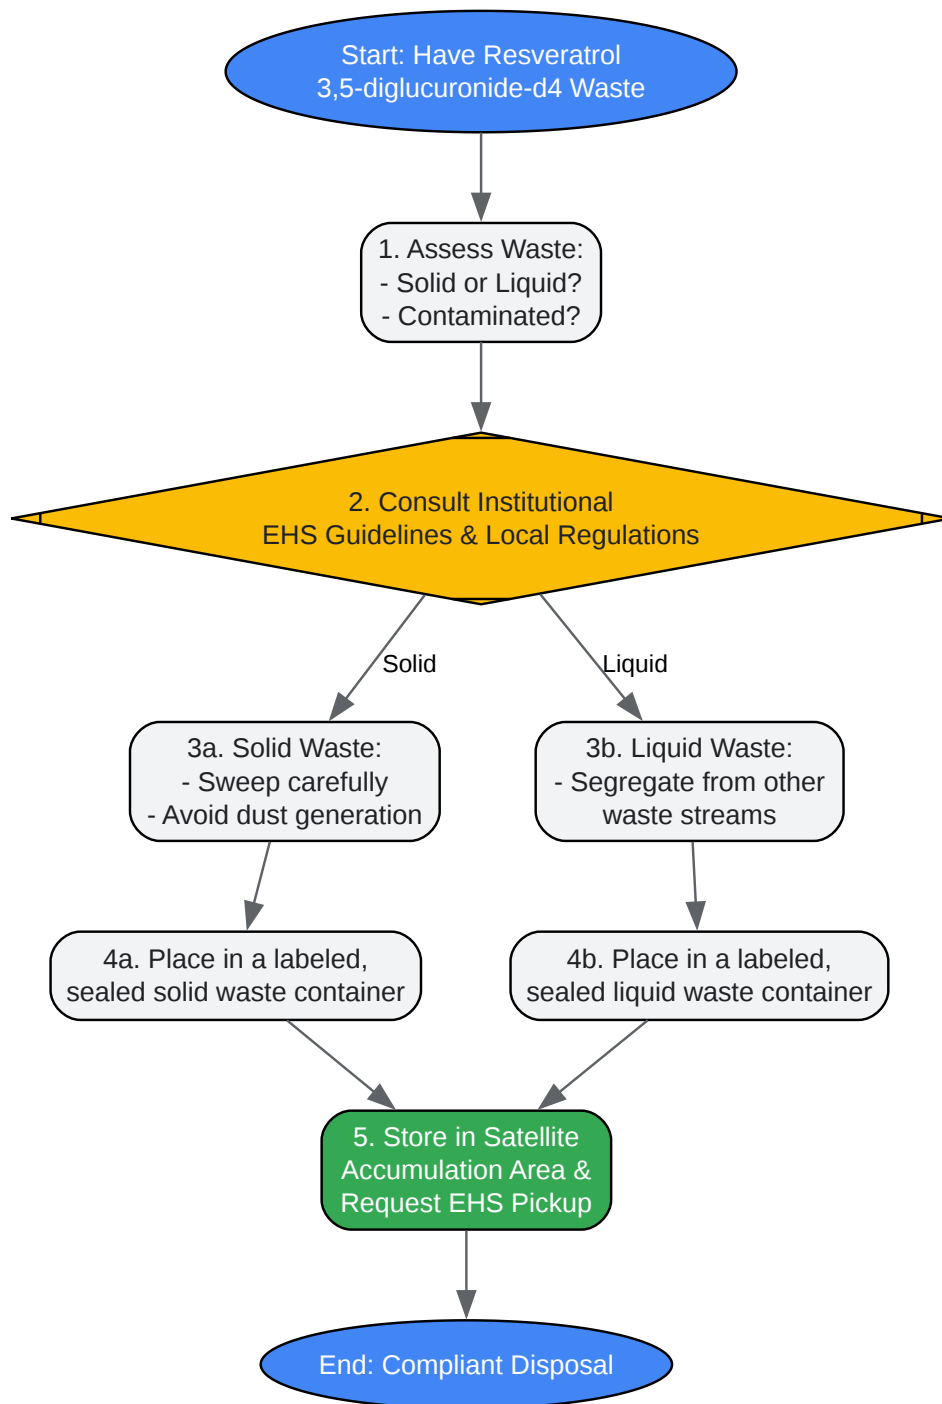 Start: Have Resveratrol
3,5-diglucuronide-d4 Waste
1. Assess Waste:
- Solid or Liquid?
- Contaminated?
2. Consult Institutional
EHS Guidelines & Local Regulations
Solid
Liquid
3a. Solid Waste:
- Sweep carefully
- Avoid dust generation
3b. Liquid Waste:
- Segregate from other
waste streams
4a. Place in a labeled,
sealed solid waste container
4b. Place in a labeled,
sealed liquid waste container
5. Store in Satellite
Accumulation Area &
Request EHS Pickup
End: Compliant Disposal